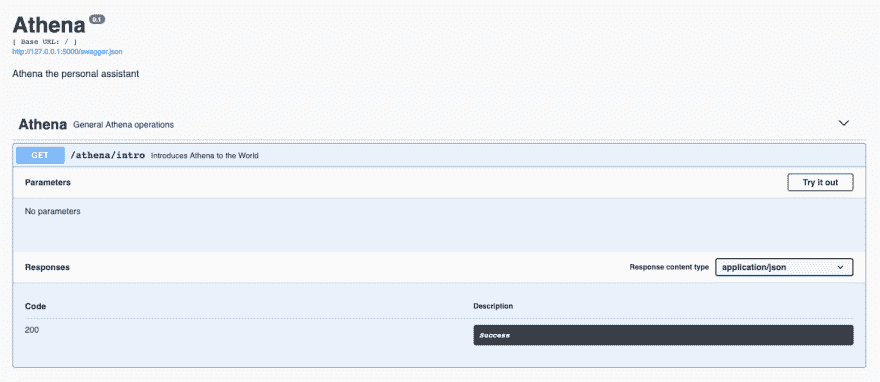 Athena 0.1
[ Base URL: / ]
http://127.0.0.1:5000/swagger.json
Athena the personal assistant
Athena General Athena operations
GET /athena/intro Introduces Athena to the World
Parameters Try it out
No parameters
Responses Response content type application/json
Code Description
200 Success